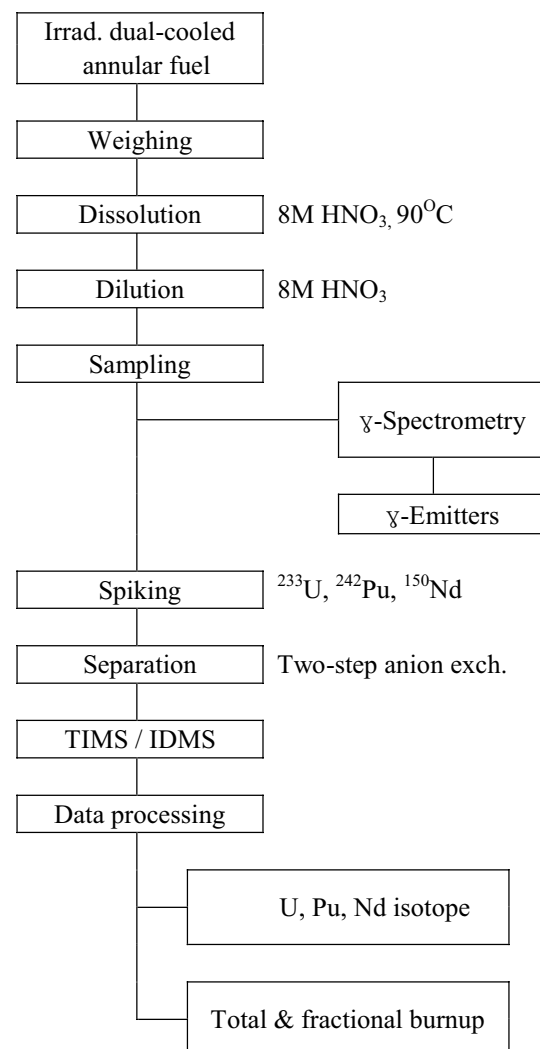 Irrad. dual-cooled
annular fuel
Weighing
Dissolution 8M HNO₃, 90ᴼC
Dilution 8M HNO₃
Sampling
ɣ-Spectrometry
ɣ-Emitters
Spiking ²³³U, ²⁴²Pu, ¹⁵⁰Nd
Separation Two-step anion exch.
TIMS / IDMS
Data processing
U, Pu, Nd isotope
Total & fractional burnup